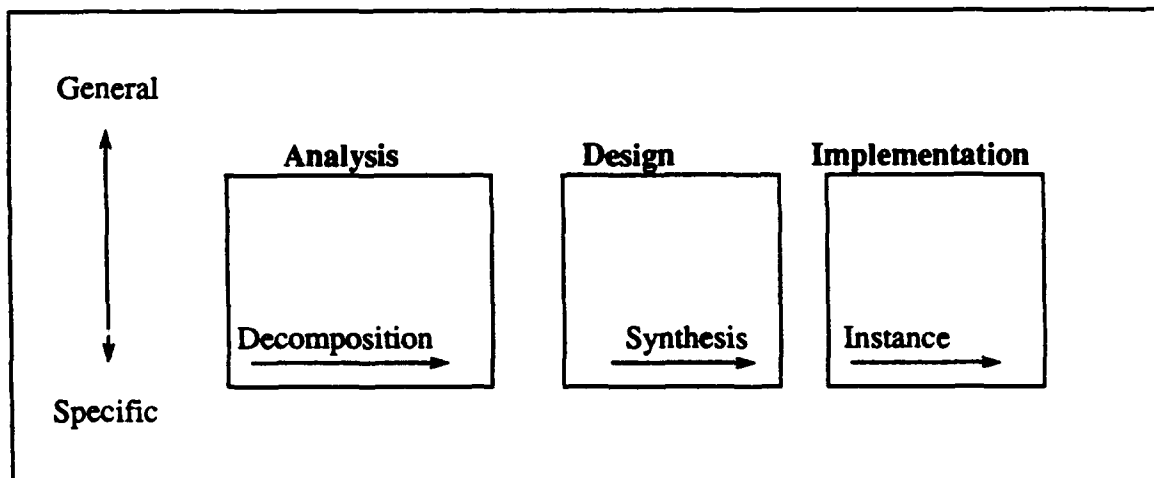 General
Analysis
Design
Implementation
Decomposition
Synthesis
Instance
Specific